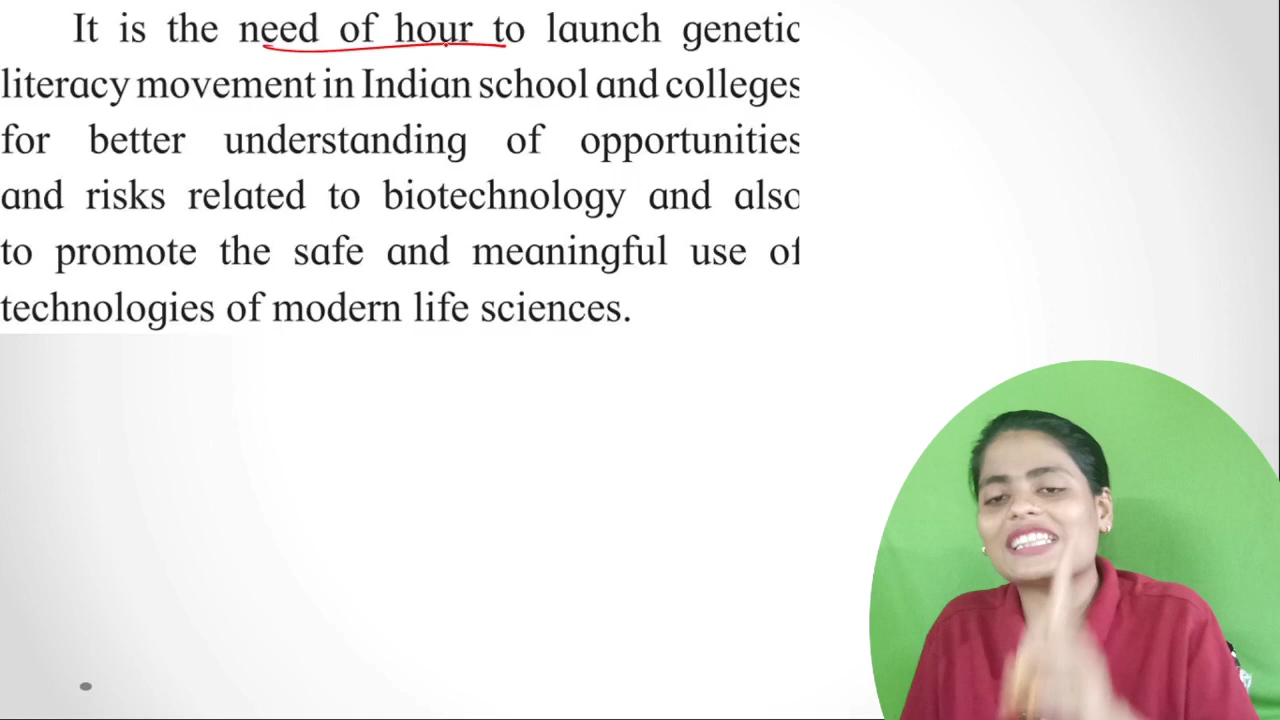 It is the need of hour to launch genetic
literacy movement in Indian school and colleges
for better understanding of opportunities
and risks related to biotechnology and also
to promote the safe and meaningful use of
technologies of modern life sciences.